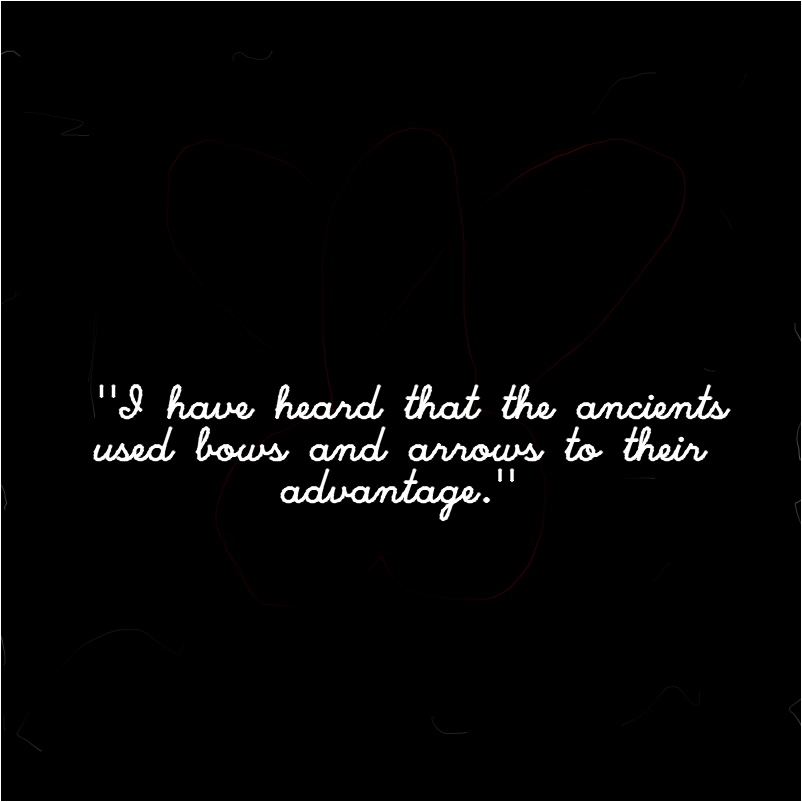 "I have heard that the ancients
used bows and arrows to their
advantage."